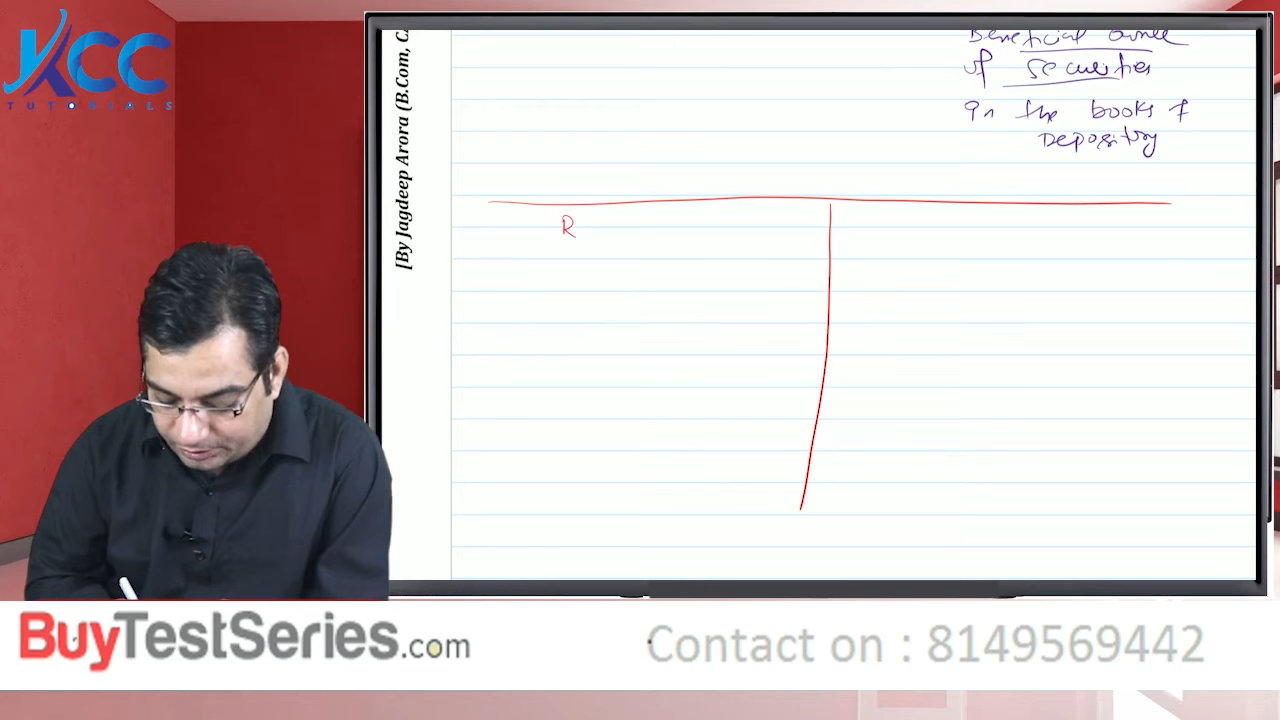 KCC
TUTORIALS
[By Jagdeep Arora (B.Com, C
Beneficial owner
of securities
In the books of
Depository
R
BuyTestSeries.com
Contact on : 8149569442